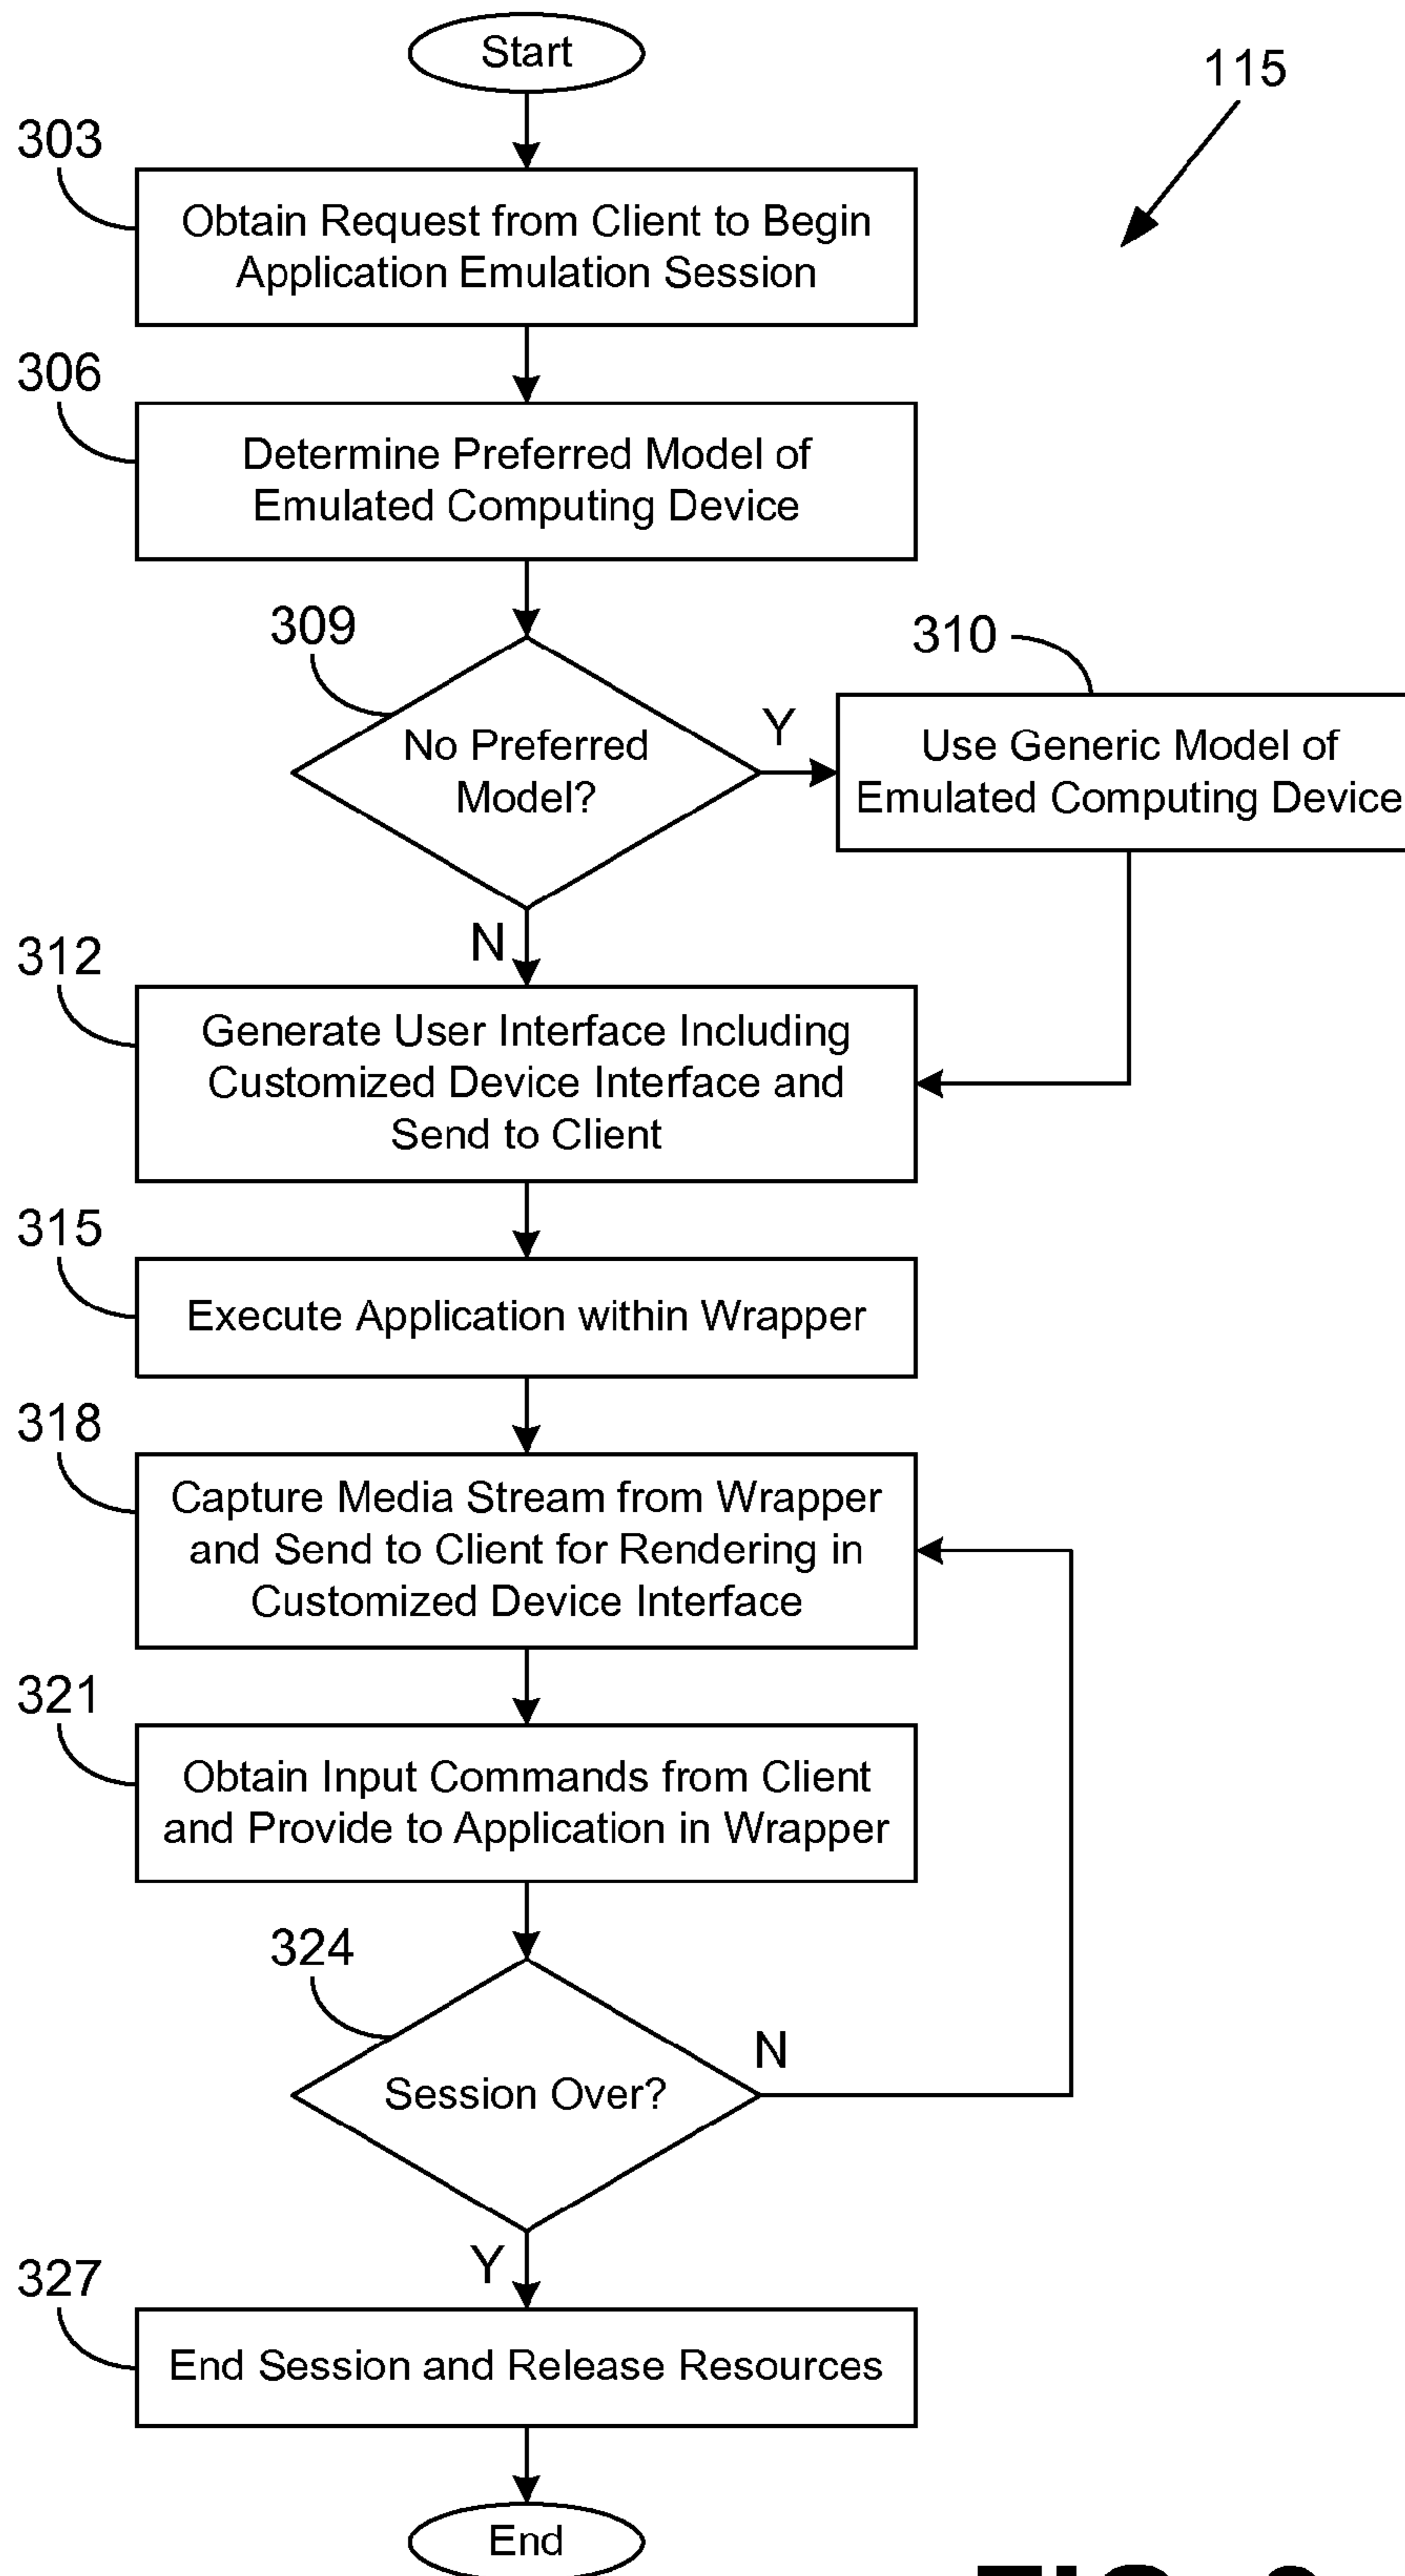 Start
115
303
Obtain Request from Client to Begin
Application Emulation Session
306
Determine Preferred Model of
Emulated Computing Device
309
No Preferred
Model?
Y
310
Use Generic Model of
Emulated Computing Device
N
312
Generate User Interface Including
Customized Device Interface and
Send to Client
315
Execute Application within Wrapper
318
Capture Media Stream from Wrapper
and Send to Client for Rendering in
Customized Device Interface
321
Obtain Input Commands from Client
and Provide to Application in Wrapper
324
Session Over?
N
Y
327
End Session and Release Resources
End